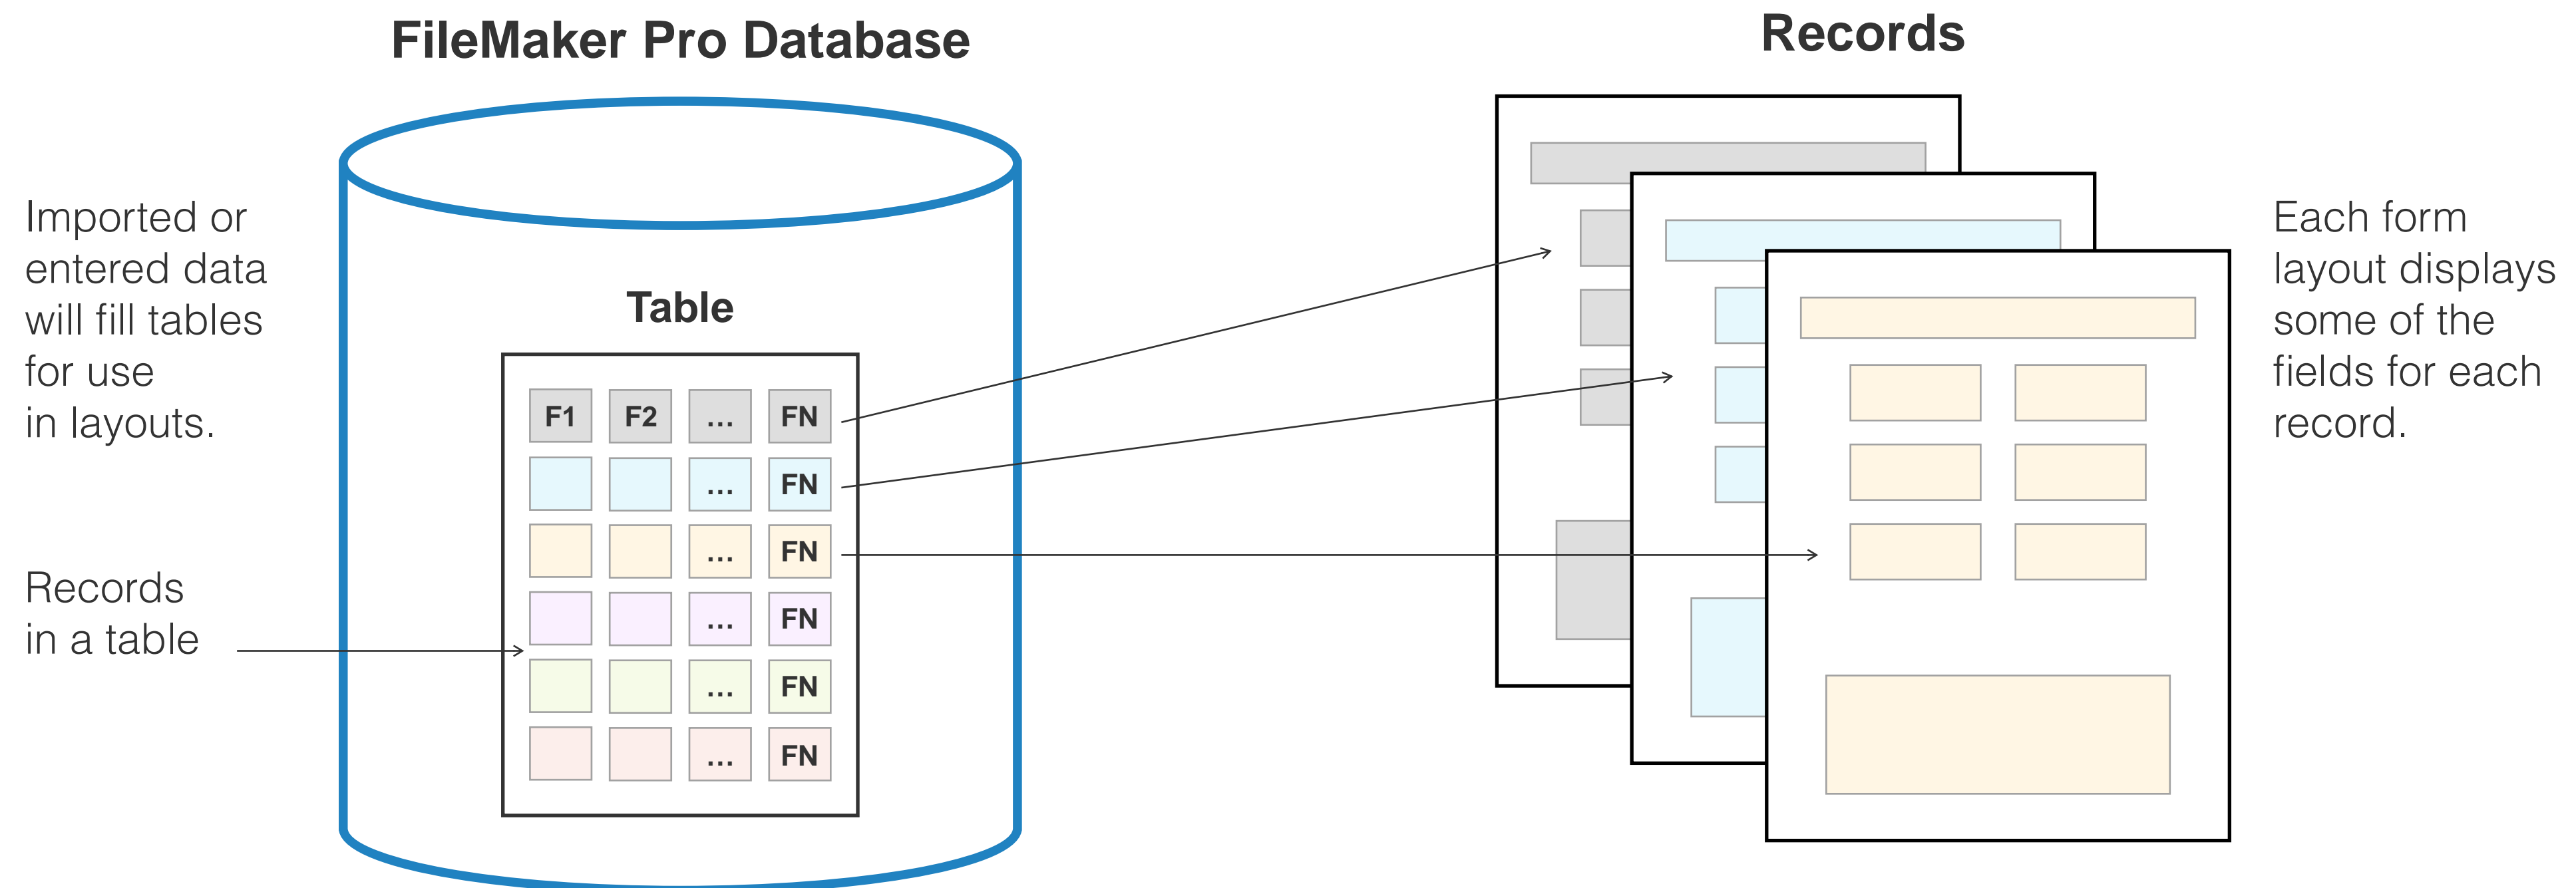 FileMaker Pro Database
Records
Imported or
entered data
will fill tables
for use
in layouts.
Records
in a table
Table
F1 F2 ... FN
... FN
... FN
... FN
... FN
... FN
Each form
layout displays
some of the
fields for each
record.